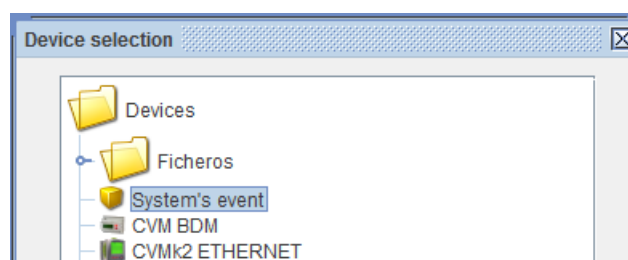 Device selection
Devices
Ficheros
System's event
CVM BDM
CVMk2 ETHERNET